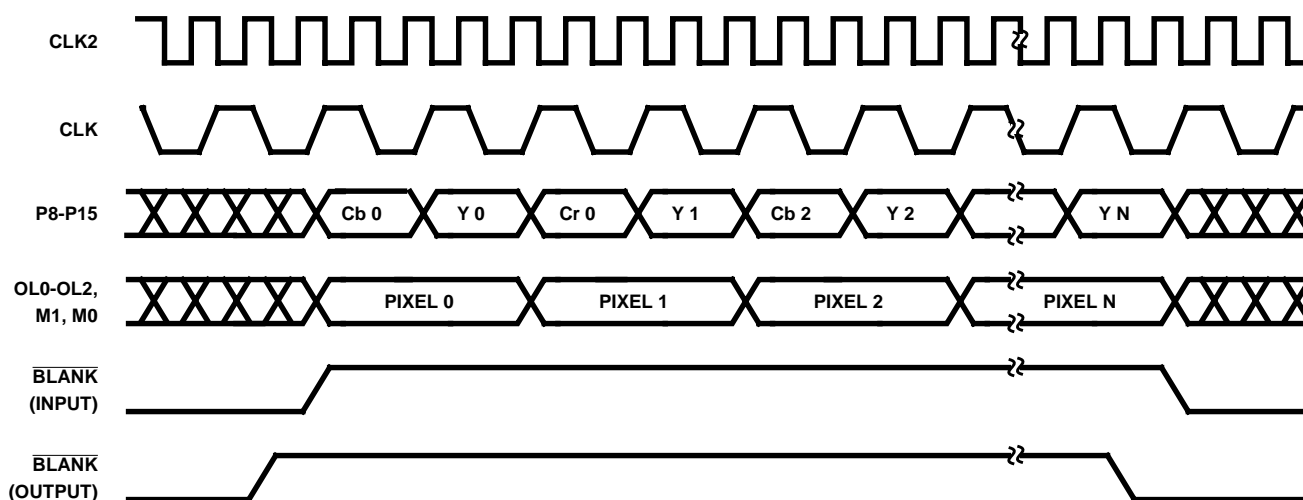 CLK2
CLK
P8-P15
Cb 0 Y 0 Cr 0 Y 1 Cb 2 Y 2 Y N
OL0-OL2,
M1, M0
PIXEL 0 PIXEL 1 PIXEL 2 PIXEL N
BLANK
(INPUT)
BLANK
(OUTPUT)